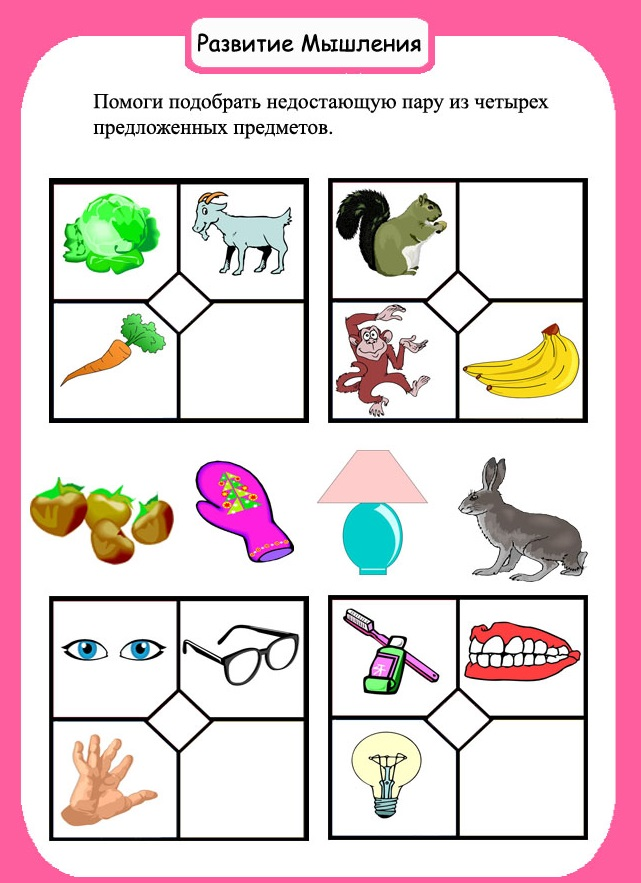 Развитие Мышления
Помоги подобрать недостающую пару из четырех
предложенных предметов.